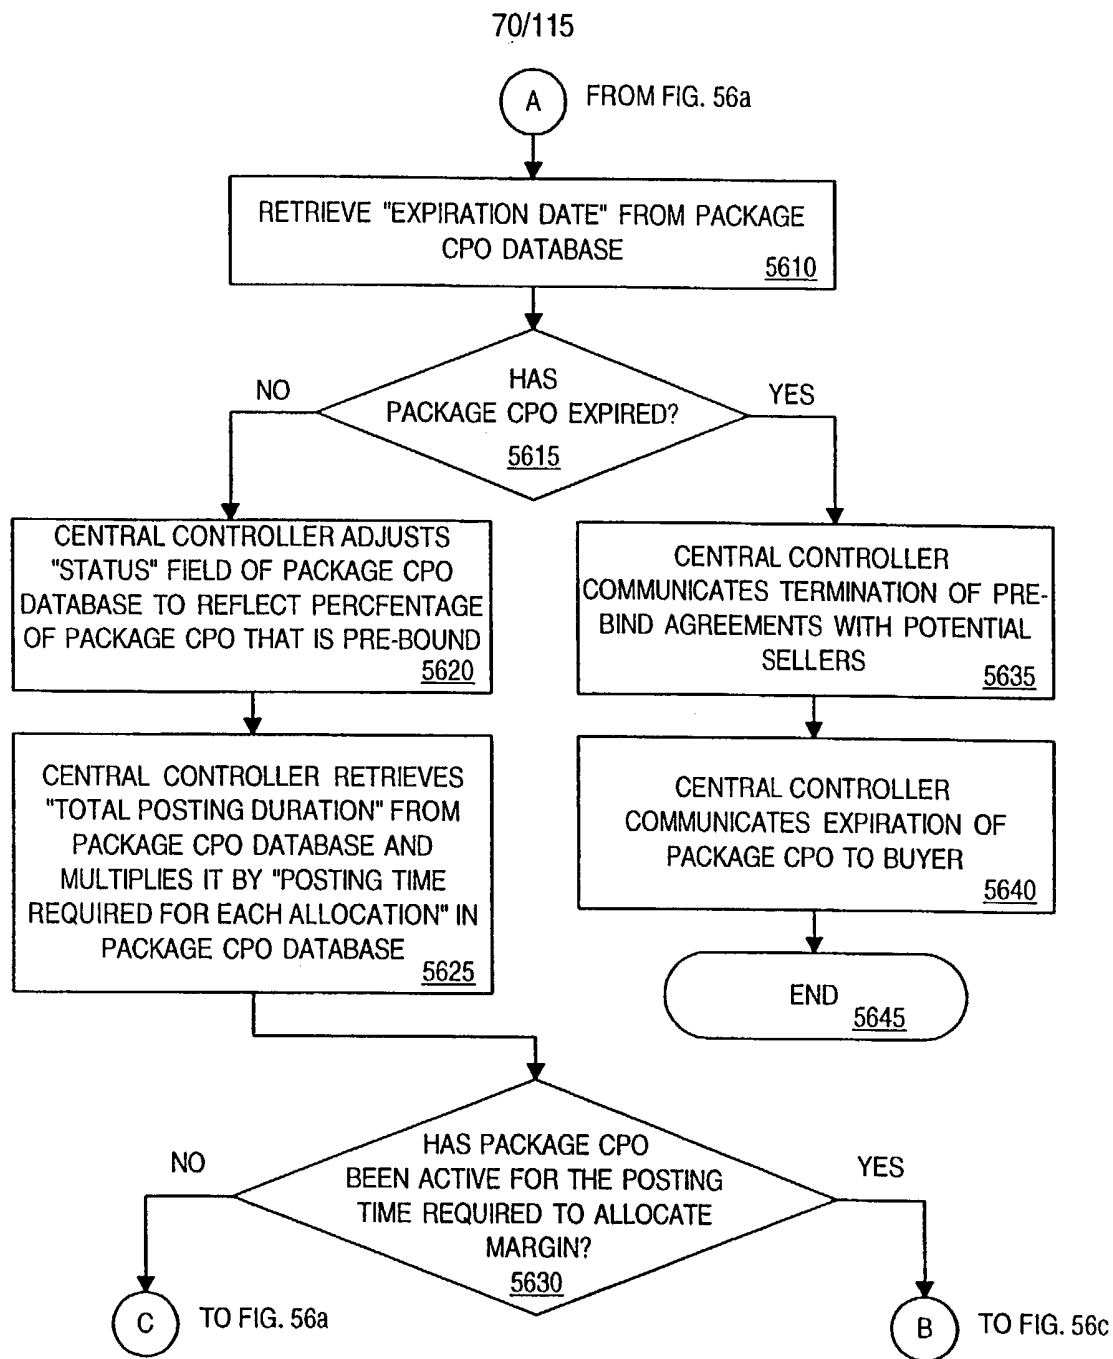 70/115
A FROM FIG. 56a
RETRIEVE "EXPIRATION DATE" FROM PACKAGE
CPO DATABASE
5610
HAS
PACKAGE CPO EXPIRED?
5615
NO
YES
CENTRAL CONTROLLER ADJUSTS
"STATUS" FIELD OF PACKAGE CPO
DATABASE TO REFLECT PERCFENTAGE
OF PACKAGE CPO THAT IS PRE-BOUND
5620
CENTRAL CONTROLLER RETRIEVES
"TOTAL POSTING DURATION" FROM
PACKAGE CPO DATABASE AND
MULTIPLIES IT BY "POSTING TIME
REQUIRED FOR EACH ALLOCATION" IN
PACKAGE CPO DATABASE
5625
CENTRAL CONTROLLER
COMMUNICATES TERMINATION OF PRE-
BIND AGREEMENTS WITH POTENTIAL
SELLERS
5635
CENTRAL CONTROLLER
COMMUNICATES EXPIRATION OF
PACKAGE CPO TO BUYER
5640
END
5645
HAS PACKAGE CPO
BEEN ACTIVE FOR THE POSTING
TIME REQUIRED TO ALLOCATE
MARGIN?
5630
NO
YES
C TO FIG. 56a
B TO FIG. 56c